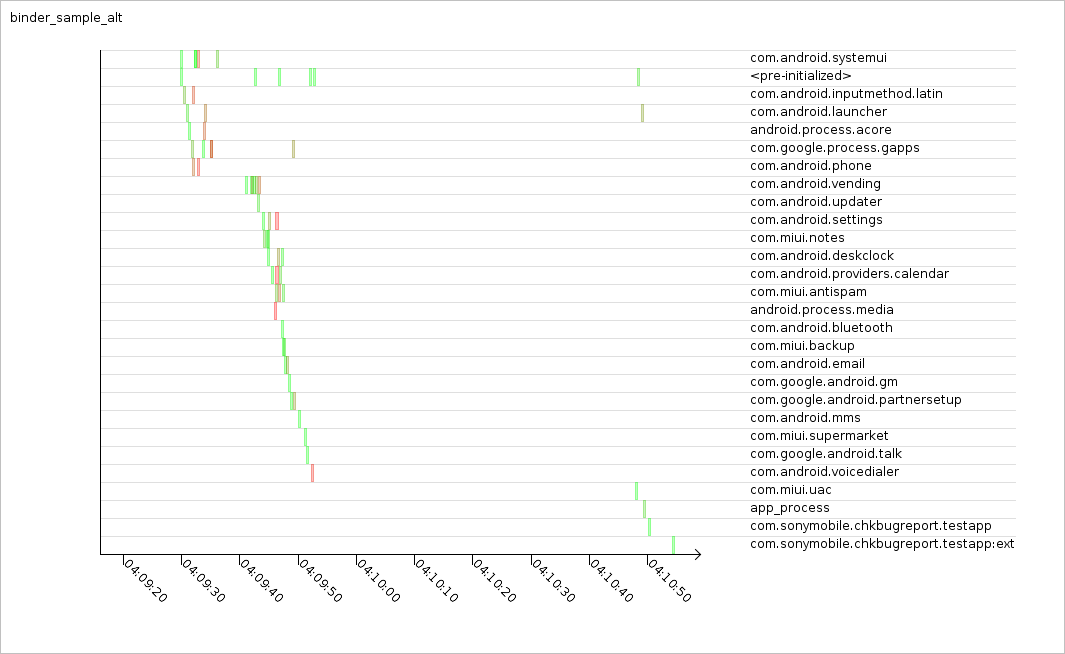 binder_sample_alt
com.android.systemui
<pre-initialized>
com.android.inputmethod.latin
com.android.launcher
android.process.acore
com.google.process.gapps
com.android.phone
com.android.vending
com.android.updater
com.android.settings
com.miui.notes
com.android.deskclock
com.android.providers.calendar
com.miui.antispam
android.process.media
com.android.bluetooth
com.miui.backup
com.android.email
com.google.android.gm
com.google.android.partnersetup
com.android.mms
com.miui.supermarket
com.google.android.talk
com.android.voicedialer
com.miui.uac
app_process
com.sonymobile.chkbugreport.testapp
com.sonymobile.chkbugreport.testapp:ext
04:09:20
04:09:30
04:09:40
04:09:50
04:10:00
04:10:10
04:10:20
04:10:30
04:10:40
04:10:50